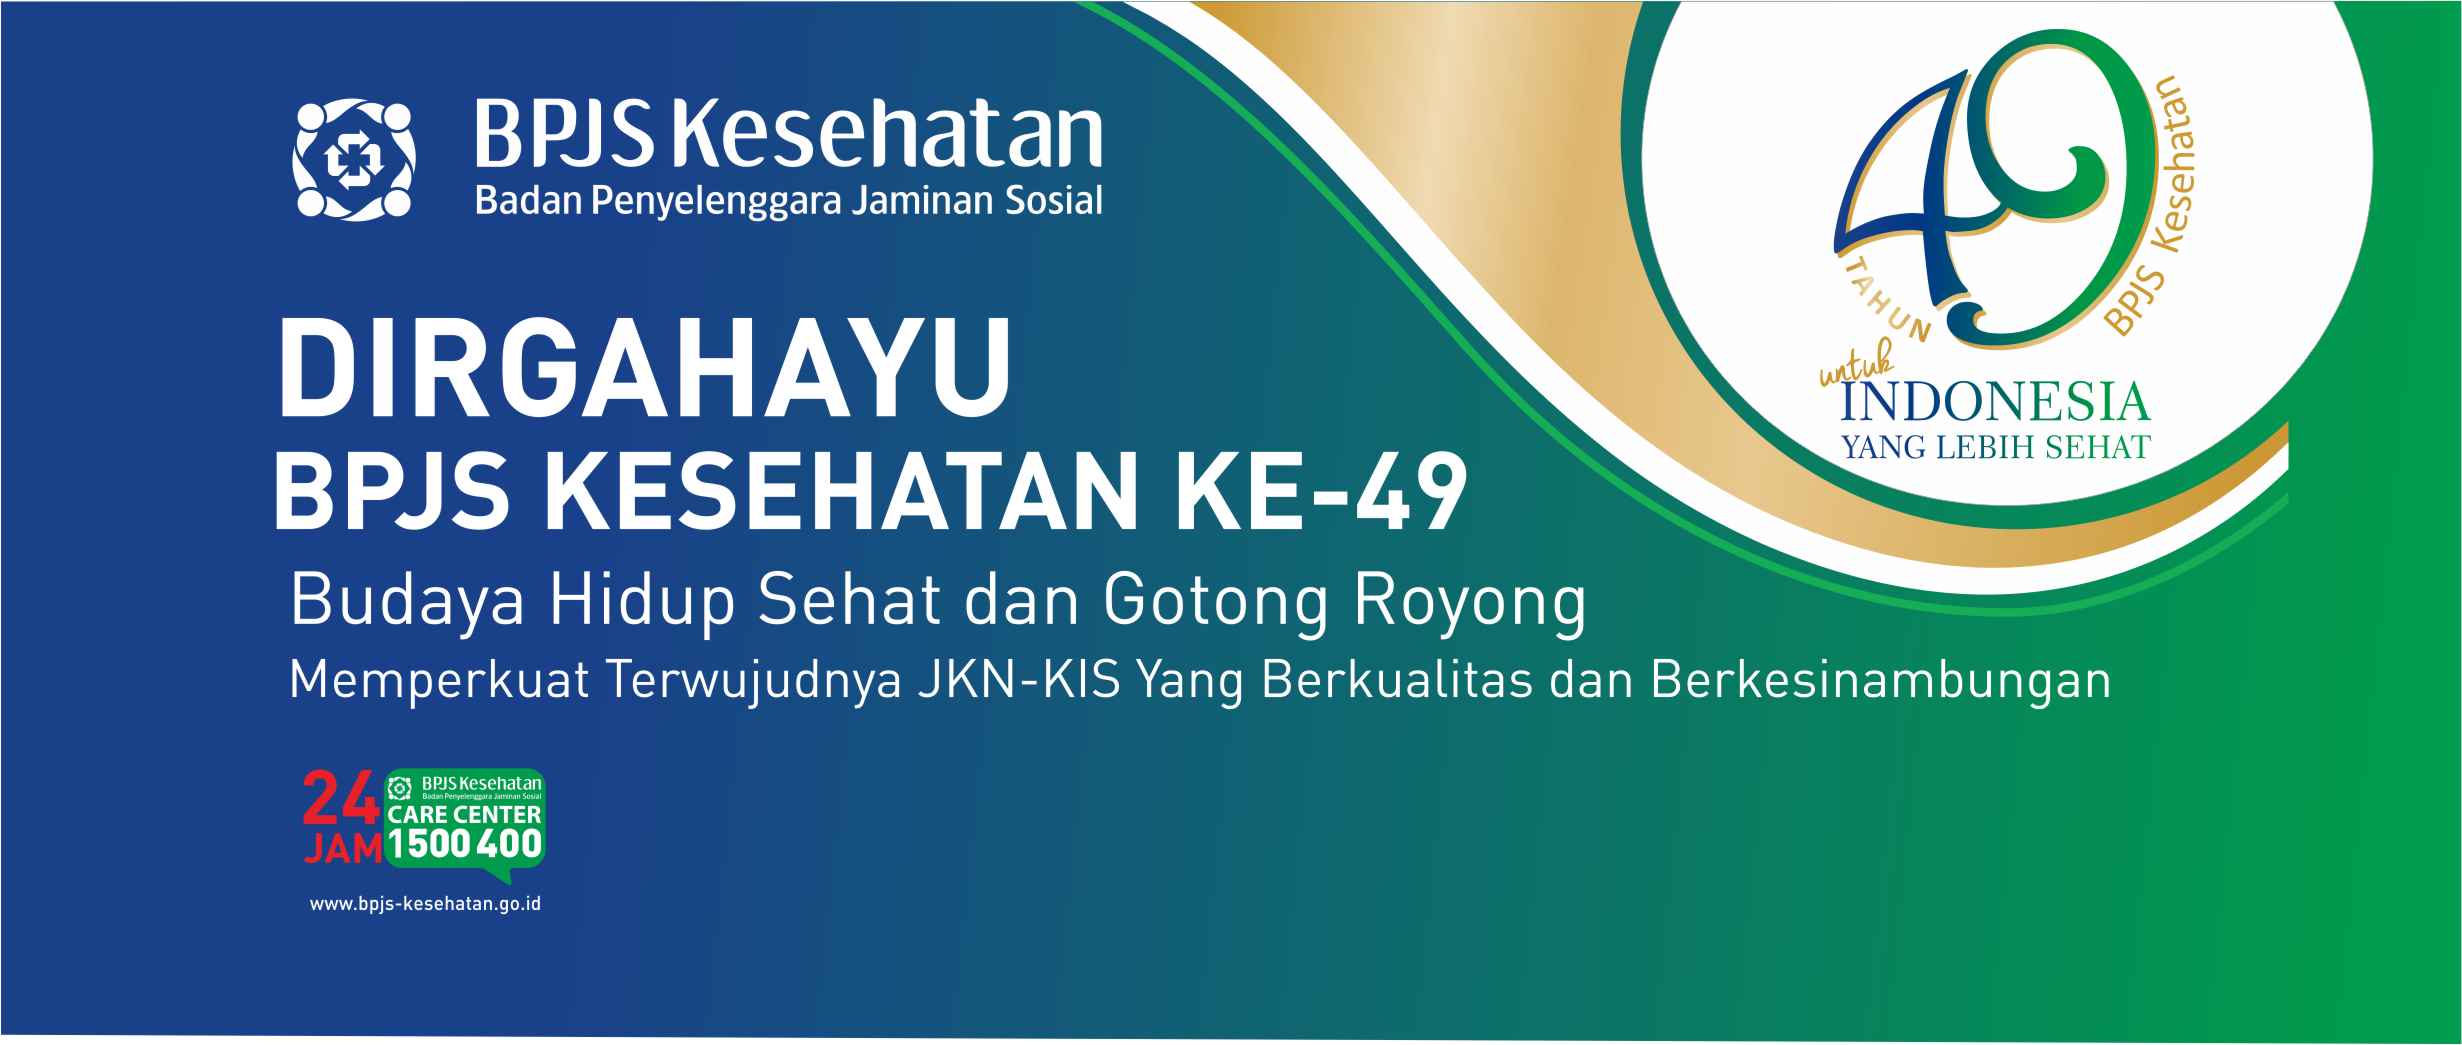 BPJS Kesehatan
Badan Penyelenggara Jaminan Sosial
49
TAHUN
BPJS Kesehatan
untuk
INDONESIA
YANG LEBIH SEHAT
DIRGAHAYU
BPJS KESEHATAN KE-49
Budaya Hidup Sehat dan Gotong Royong
Memperkuat Terwujudnya JKN-KIS Yang Berkualitas dan Berkesinambungan
24
JAM
BPJS Kesehatan
Badan Penyelenggara Jaminan Sosial
CARE CENTER
1500 400
www.bpjs-kesehatan.go.id